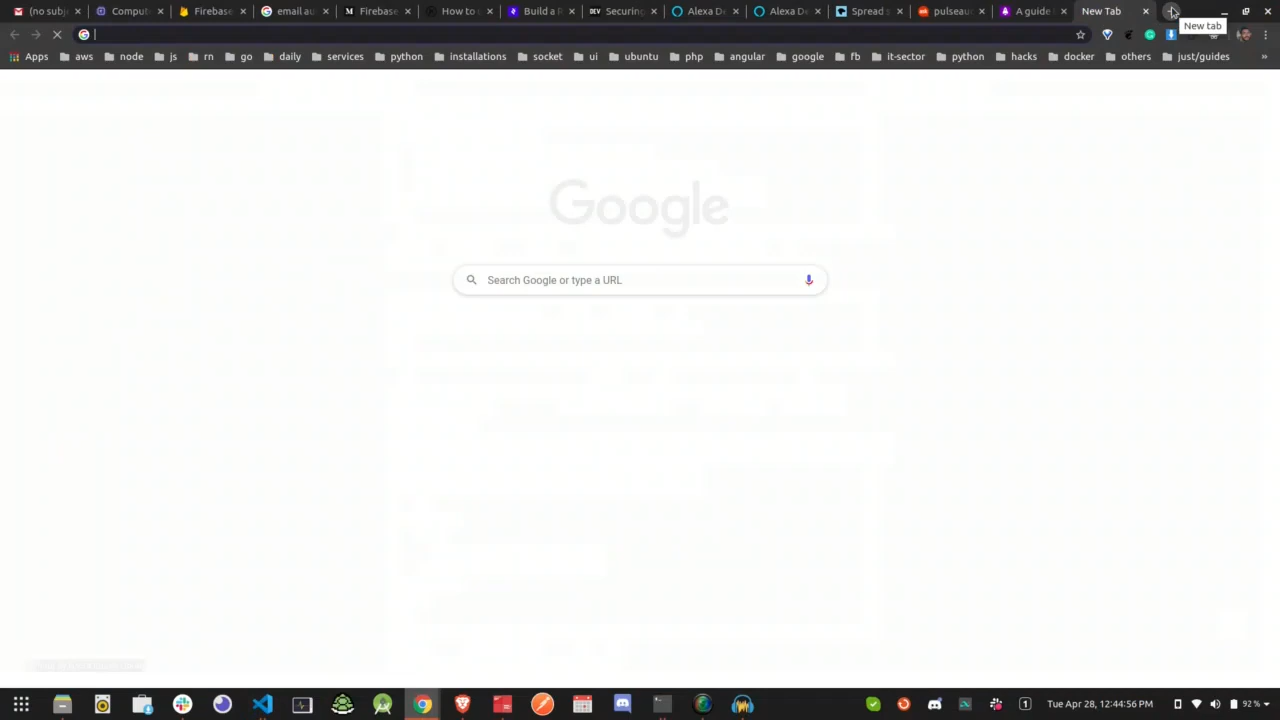 (no subj Comput Firebase email au Firebase How to Build a R Securing Alexa De Alexa De Spread pulseau A guide New Tab
New tab
Apps aws node js rn go daily services python installations socket ui ubuntu php angular google fb it-sector python hacks docker others just/guides »
Google
Search Google or type a URL
Tue Apr 28, 12:44:56 PM 92 %